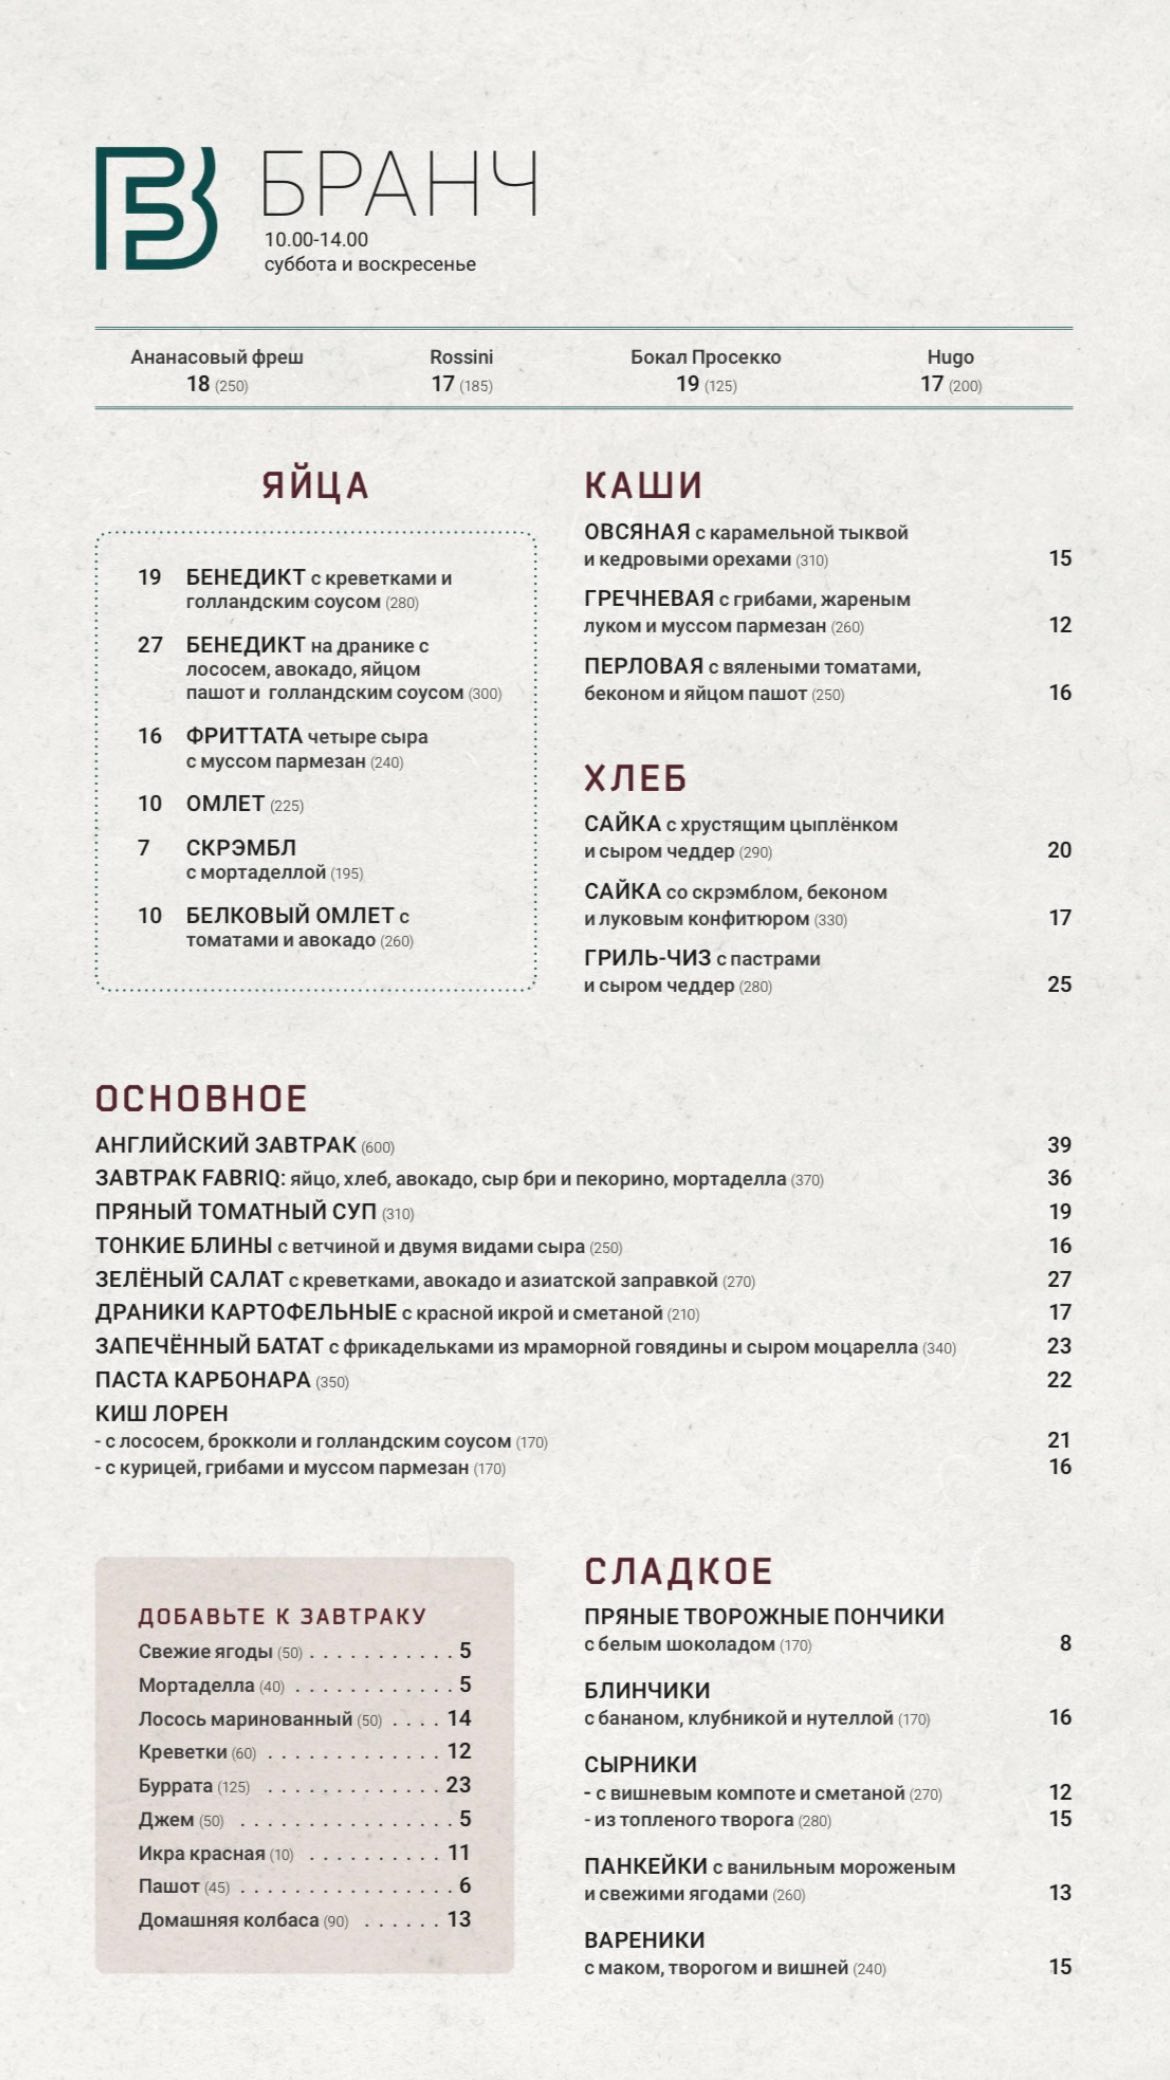 БРАНЧ
10.00-14.00
суббота и воскресенье
Ананасовый фреш
18 (250)
Rossini
17 (185)
Бокал Просекко
19 (125)
Hugo
17 (200)
ЯЙЦА
19 БЕНЕДИКТ с креветками и
голландским соусом (280)
27 БЕНЕДИКТ на дранике с
лососем, авокадо, яйцом
пашот и голландским соусом (300)
16 ФРИТТАТА четыре сыра
с муссом пармезан (240)
10 ОМЛЕТ (225)
7 СКРЭМБЛ
с мортаделлой (195)
10 БЕЛКОВЫЙ ОМЛЕТ с
томатами и авокадо (260)
КАШИ
ОВСЯНАЯ с карамельной тыквой
и кедровыми орехами (310) 15
ГРЕЧНЕВАЯ с грибами, жареным
луком и муссом пармезан (260) 12
ПЕРЛОВАЯ с вялеными томатами,
беконом и яйцом пашот (250) 16
ХЛЕБ
САЙКА с хрустящим цыплёнком
и сыром чеддер (290) 20
САЙКА со скрэмблом, беконом
и луковым конфитюром (330) 17
ГРИЛЬ-ЧИЗ с пастрами
и сыром чеддер (280) 25
ОСНОВНОЕ
АНГЛИЙСКИЙ ЗАВТРАК (600) 39
ЗАВТРАК FABRIQ: яйцо, хлеб, авокадо, сыр бри и пекорино, мортаделла (370) 36
ПРЯНЫЙ ТОМАТНЫЙ СУП (310) 19
ТОНКИЕ БЛИНЫ с ветчиной и двумя видами сыра (250) 16
ЗЕЛЁНЫЙ САЛАТ с креветками, авокадо и азиатской заправкой (270) 27
ДРАНИКИ КАРТОФЕЛЬНЫЕ с красной икрой и сметаной (210) 17
ЗАПЕЧЁННЫЙ БАТАТ с фрикадельками из мраморной говядины и сыром моцарелла (340) 23
ПАСТА КАРБОНАРА (350) 22
КИШ ЛОРЕН
- с лососем, брокколи и голландским соусом (170) 21
- с курицей, грибами и муссом пармезан (170) 16
ДОБАВЬТЕ К ЗАВТРАКУ
Свежие ягоды (50) . . . . . . . . . . . 5
Мортаделла (40) . . . . . . . . . . . . 5
Лосось маринованный (50) . . . . 14
Креветки (60) . . . . . . . . . . . . . 12
Буррата (125) . . . . . . . . . . . . . 23
Джем (50) . . . . . . . . . . . . . . . . 5
Икра красная (10) . . . . . . . . . . 11
Пашот (45) . . . . . . . . . . . . . . . . 6
Домашняя колбаса (90) . . . . . . 13
СЛАДКОЕ
ПРЯНЫЕ ТВОРОЖНЫЕ ПОНЧИКИ
с белым шоколадом (170) 8
БЛИНЧИКИ
с бананом, клубникой и нутеллой (170) 16
СЫРНИКИ
- с вишневым компоте и сметаной (270) 12
- из топленого творога (280) 15
ПАНКЕЙКИ с ванильным мороженым
и свежими ягодами (260) 13
ВАРЕНИКИ
с маком, творогом и вишней (240) 15